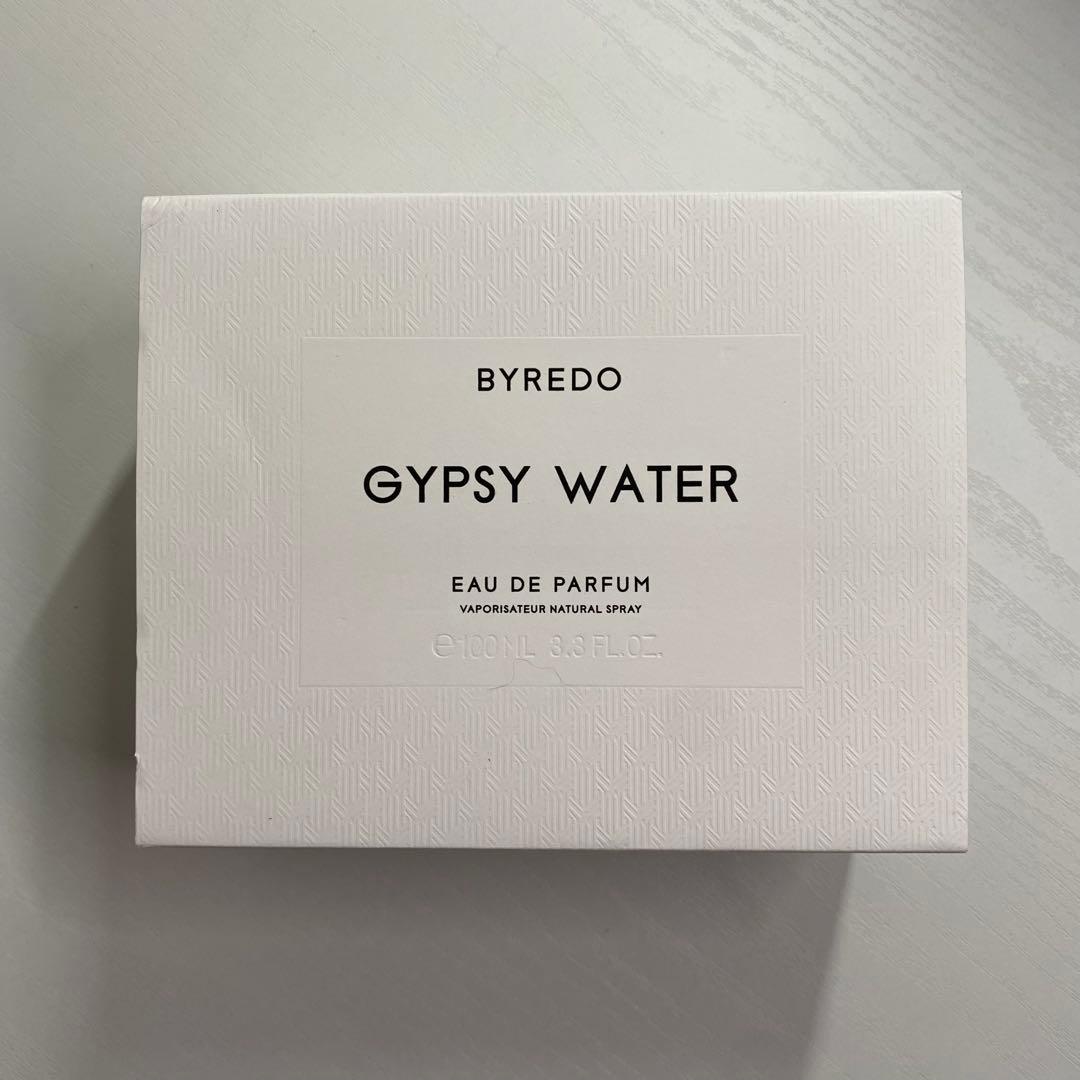 BYREDO
GYPSY WATER
EAU DE PARFUM
VAPORISATEUR NATURAL SPRAY
℮100 ML 3.3 FL.OZ.